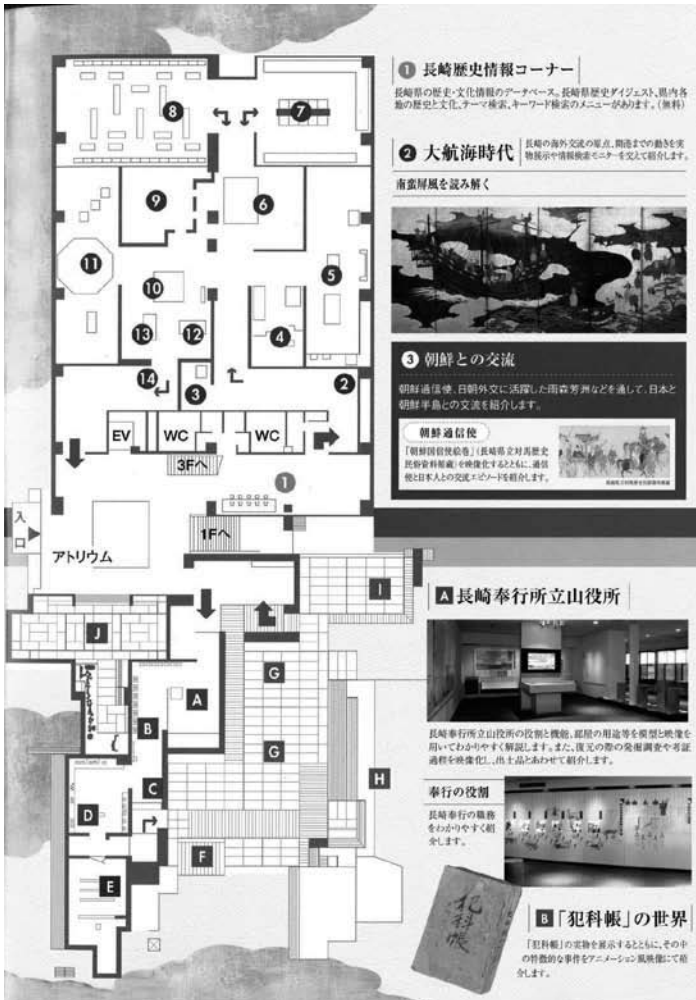 8
7
9
6
11
5
10
13
12
4
14
3
2
EV
WC
WC
3Fへ
1
入口
1Fへ
アトリウム
I
J
A
G
B
G
H
C
D
F
E
1 長崎歴史情報コーナー
長崎県の歴史・文化情報のデータベース。長崎県歴史ダイジェスト、県内各
地の歴史と文化、テーマ検索、キーワード検索のメニューがあります。(無料)
2 大航海時代
長崎の海外交流の原点、開港までの動きを実
物展示や情報検索モニターを交えて紹介します。
南蛮屏風を読み解く
3 朝鮮との交流
朝鮮通信使、日朝外交に活躍した雨森芳洲などを通して、日本と
朝鮮半島との交流を紹介します。
朝鮮通信使
「朝鮮国信使絵巻」(長崎県立対馬歴史
民俗資料館蔵)を映像化するとともに、通信
使と日本人との交流エピソードを紹介します。
A 長崎奉行所立山役所
長崎奉行所立山役所の役割と機能、部屋の用途等を模型と映像を
用いてわかりやすく解説します。また、復元の際の発掘調査や考証
過程を映像化し、出土品とあわせて紹介します。
奉行の役割
長崎奉行の職務
をわかりやすく紹
介します。
犯科帳
B 「犯科帳」の世界
「犯科帳」の実物を展示するとともに、その中
の特徴的な事件をアニメーション風映像にて紹
介します。